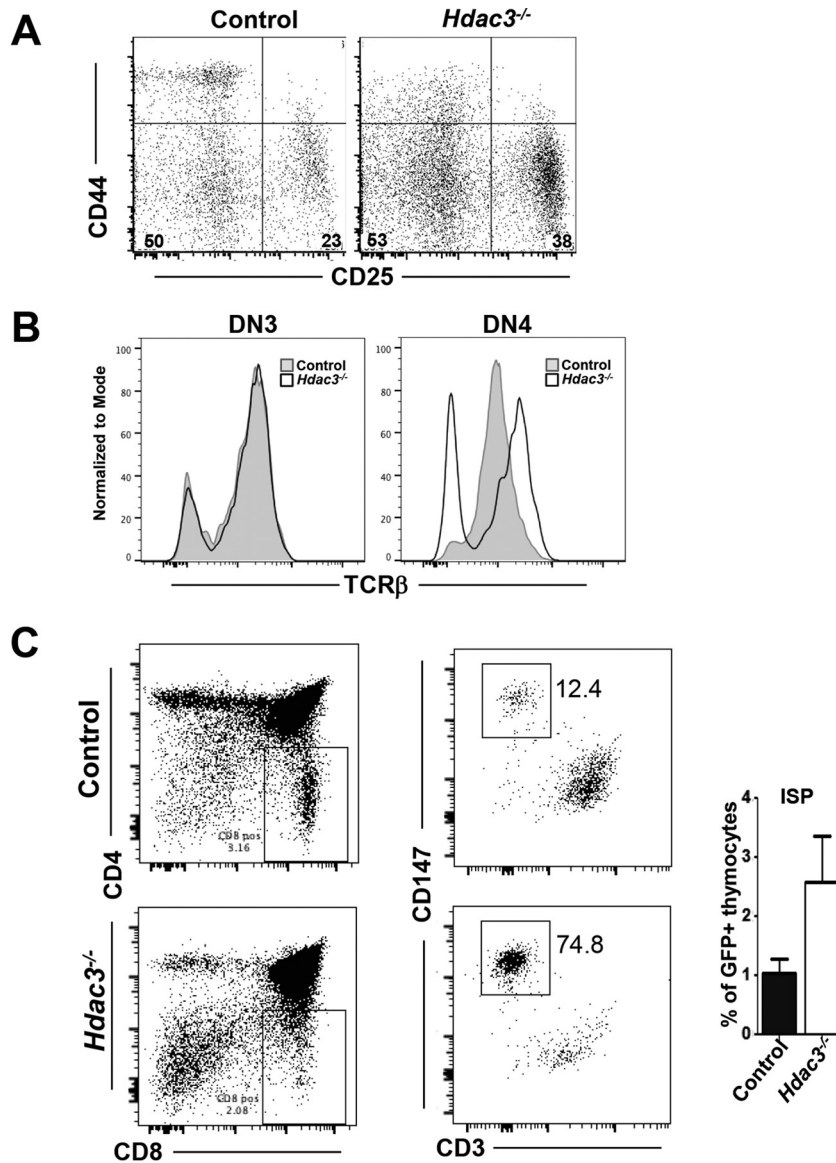 A
Control
Hdac3-/-
CD44
50
23
53
38
CD25
B
DN3
DN4
Normalized to Mode
100
80
60
40
20
0
Control
Hdac3-/-
100
80
60
40
20
0
Control
Hdac3-/-
TCRβ
C
Control
CD4
CD8 pos
3.16
12.4
CD147
Hdac3-/-
CD8 pos
2.08
74.8
CD8
CD3
ISP
% of GFP+ thymocytes
4
3
2
1
0
Control
Hdac3-/-